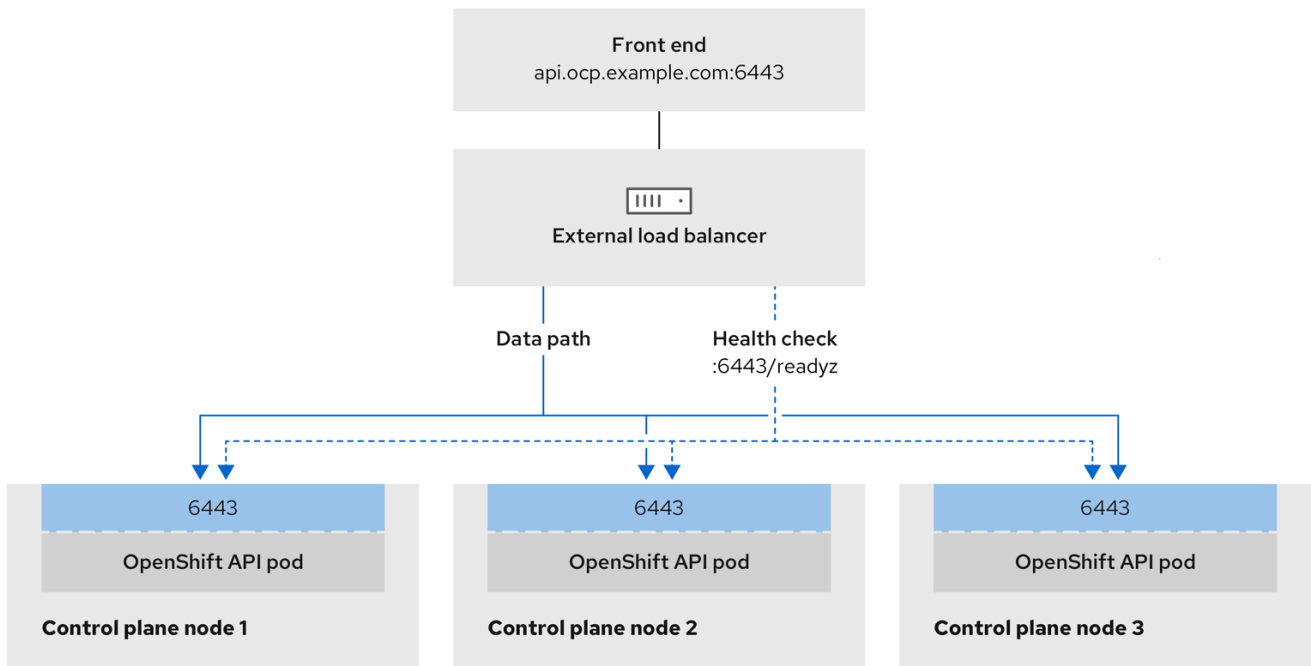 Front end
api.ocp.example.com:6443
External load balancer
Data path
Health check
:6443/readyz
6443
OpenShift API pod
Control plane node 1
6443
OpenShift API pod
Control plane node 2
6443
OpenShift API pod
Control plane node 3